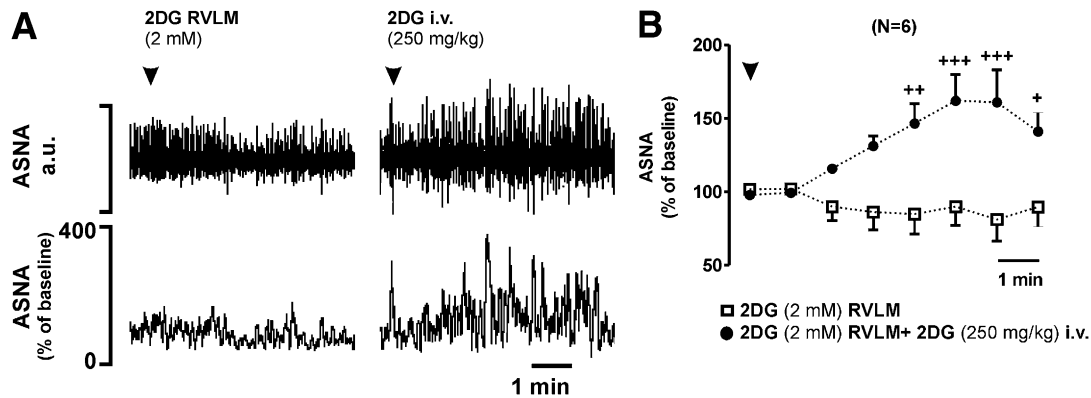 A
2DG RVLM
(2 mM)
2DG i.v.
(250 mg/kg)
ASNA
a.u.
ASNA
(% of baseline)
400
0
1 min
B
(N=6)
ASNA
(% of baseline)
200
150
100
50
++
+++
+++
+
1 min
2DG (2 mM) RVLM
2DG (2 mM) RVLM+ 2DG (250 mg/kg) i.v.